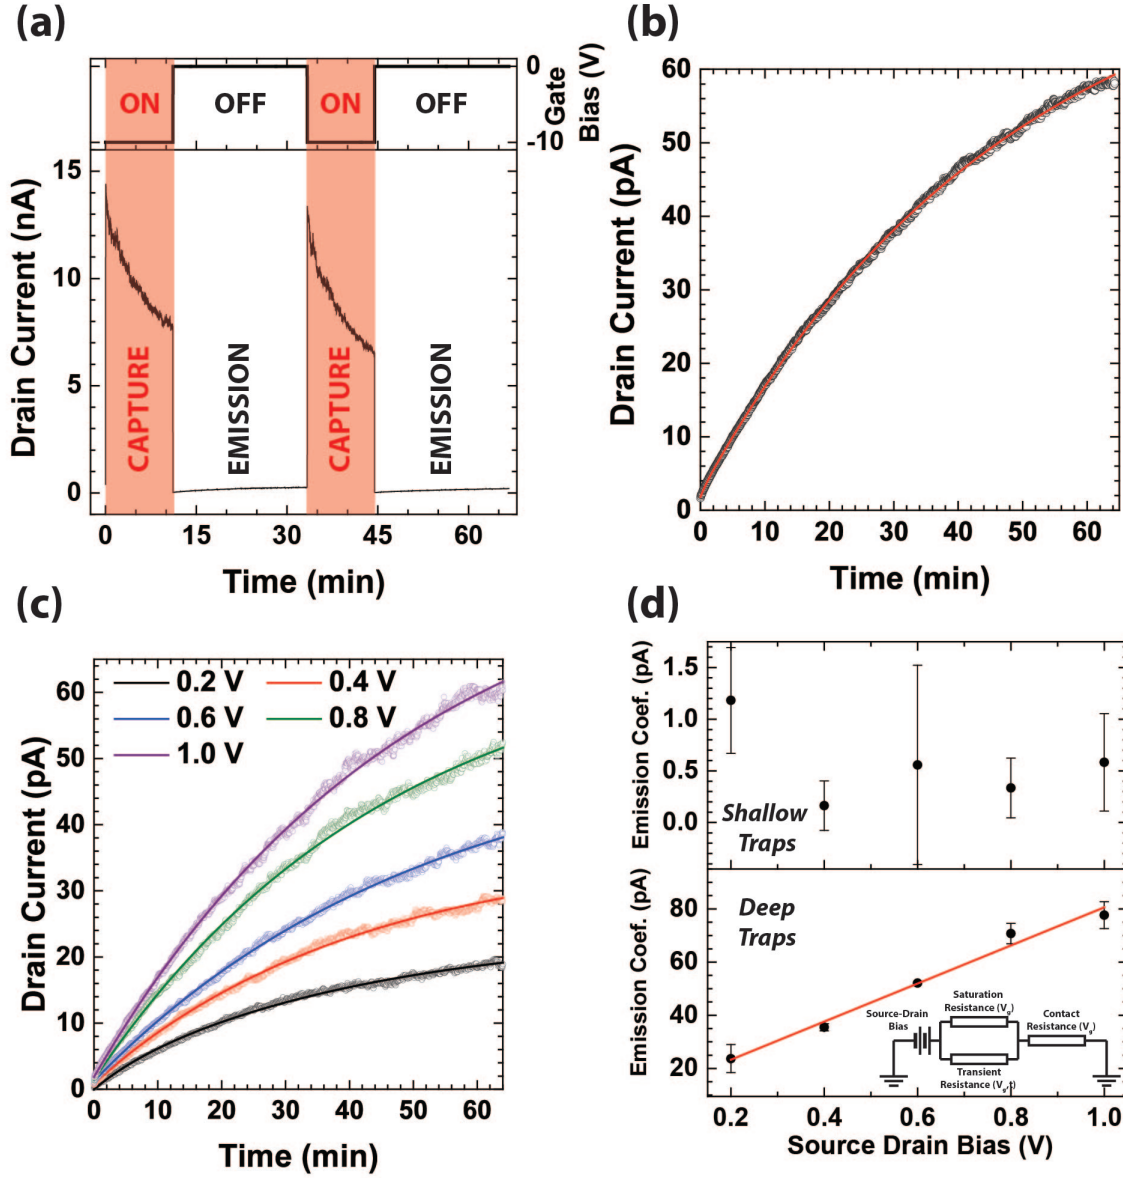 (a)
ON
OFF
ON
OFF
0
-10
Gate
Bias (V)
15
10
5
0
Drain Current (nA)
CAPTURE
EMISSION
CAPTURE
EMISSION
0
15
30
45
60
Time (min)
(b)
60
50
40
30
20
10
0
Drain Current (pA)
0
10
20
30
40
50
60
Time (min)
(c)
0.2 V
0.4 V
0.6 V
0.8 V
1.0 V
60
50
40
30
20
10
0
Drain Current (pA)
0
10
20
30
40
50
60
Time (min)
(d)
1.5
1.0
0.5
0.0
Emission Coef. (pA)
Shallow
Traps
80
60
40
20
Emission Coef. (pA)
Deep
Traps
Source-Drain
Bias
Saturation
Resistance (Vg)
Contact
Resistance (Vg)
Transient
Resistance (Vg,t)
0.2
0.4
0.6
0.8
1.0
Source Drain Bias (V)